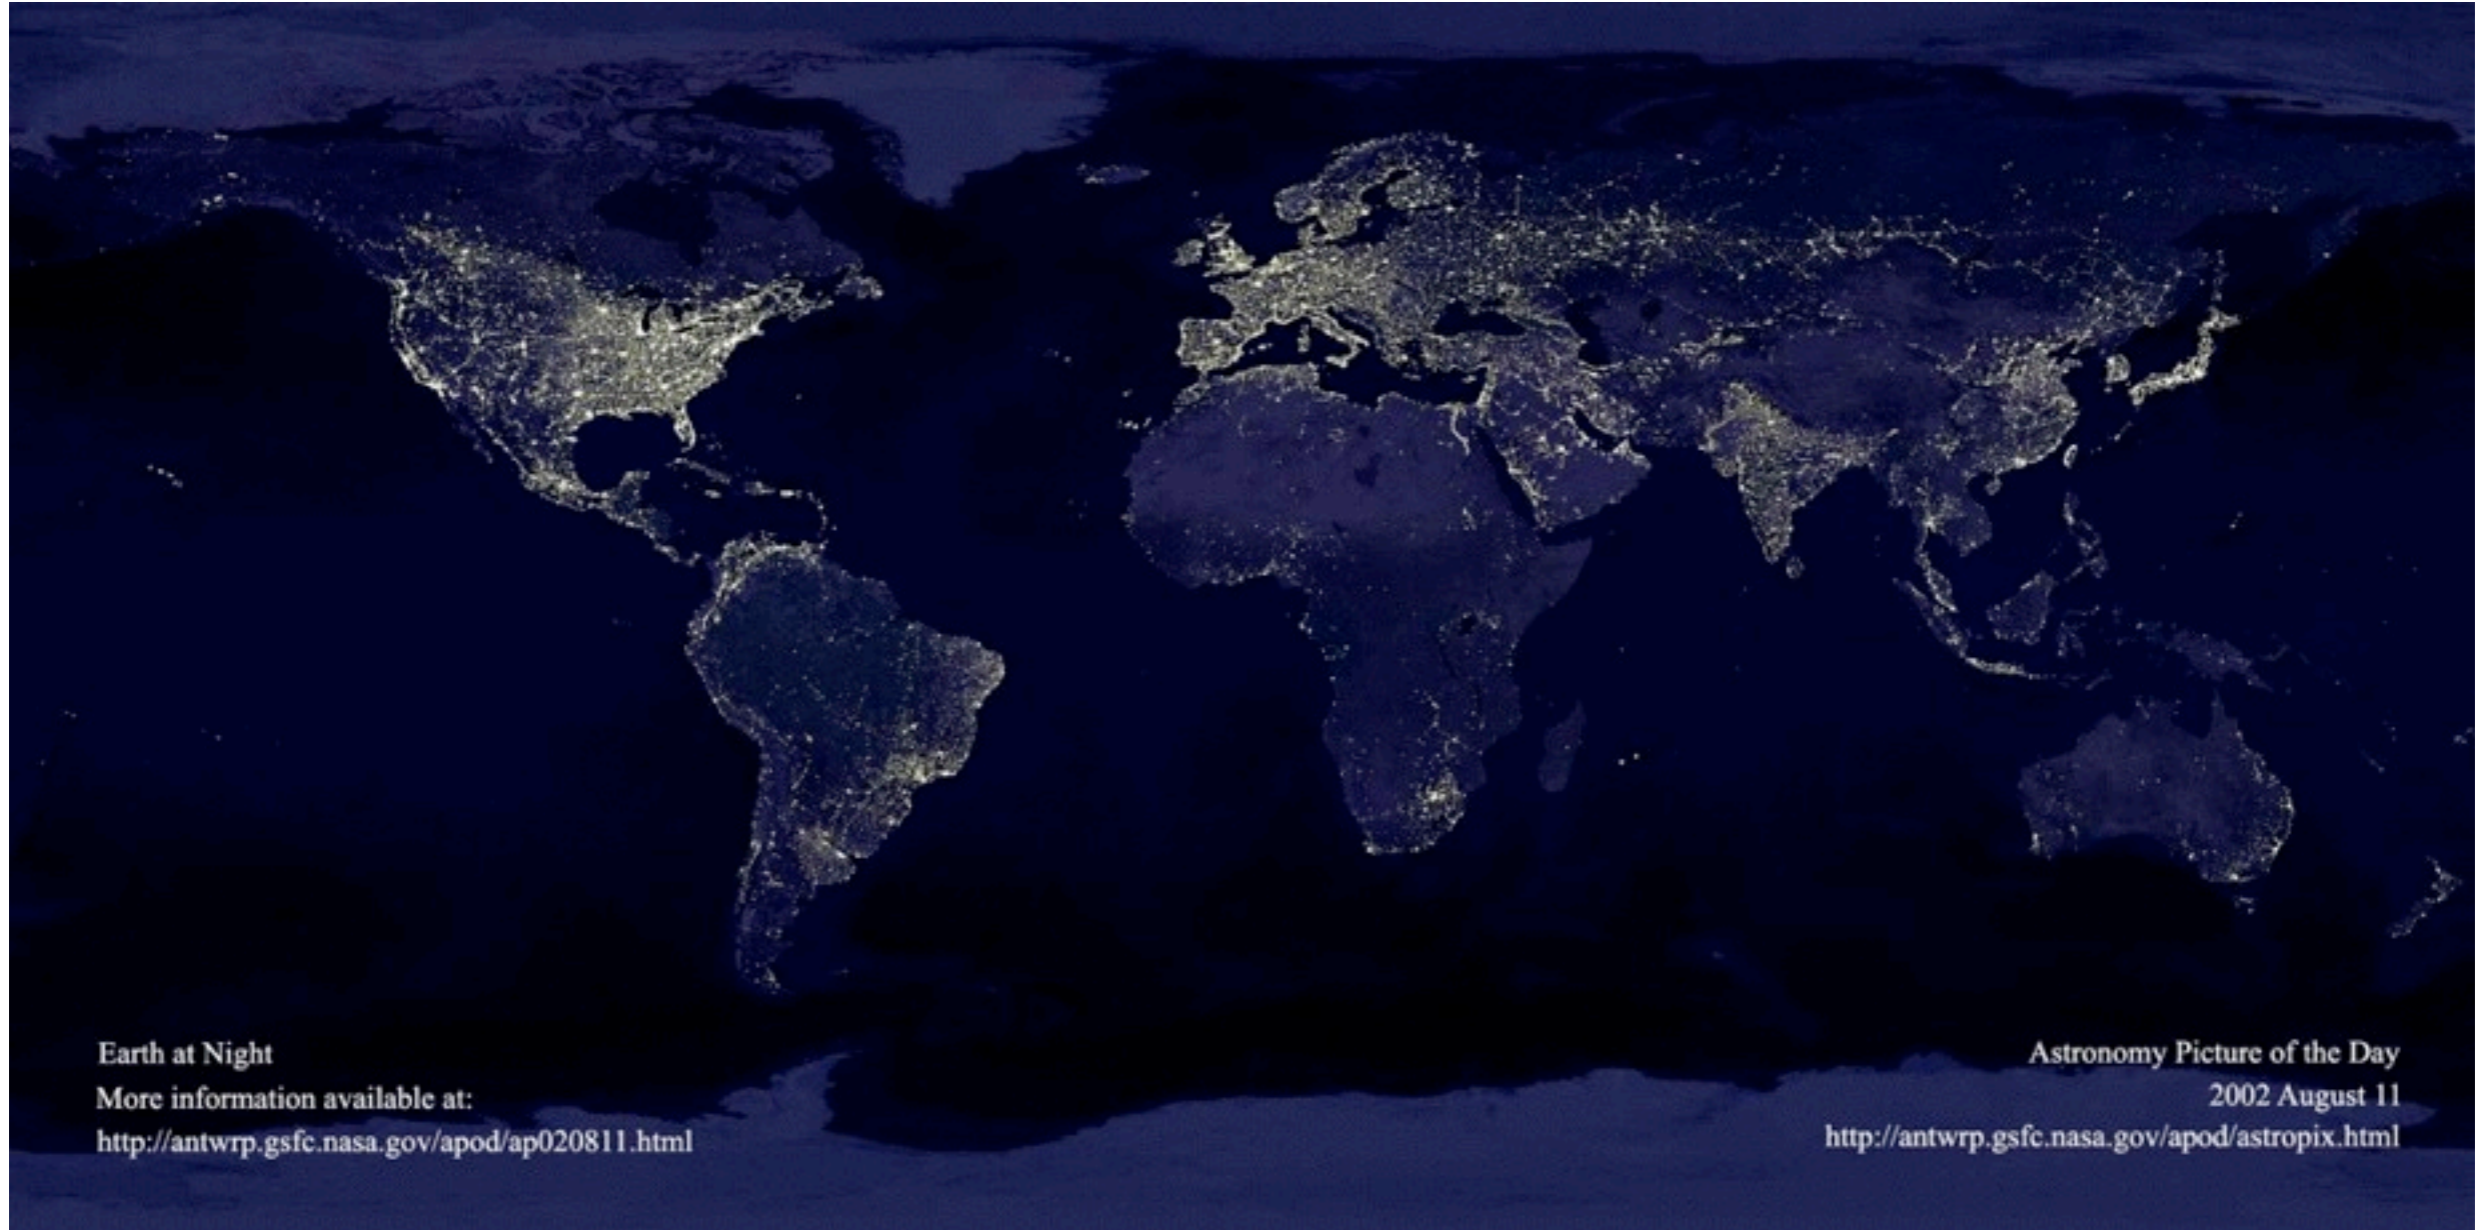 Earth at Night
More information available at:
http://antwrp.gsfc.nasa.gov/apod/ap020811.html
Astronomy Picture of the Day
2002 August 11
http://antwrp.gsfc.nasa.gov/apod/astropix.html